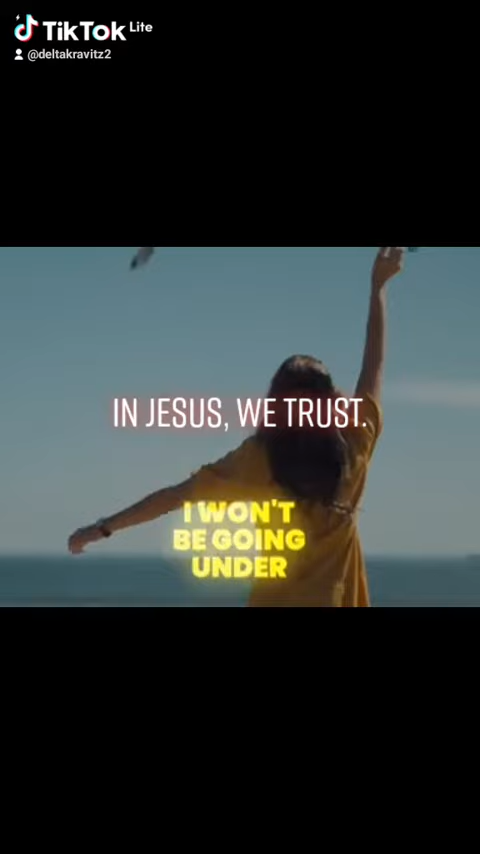 TikTok Lite
@deltakravitz2
IN JESUS, WE TRUST.
I WON'T
BE GOING
UNDER